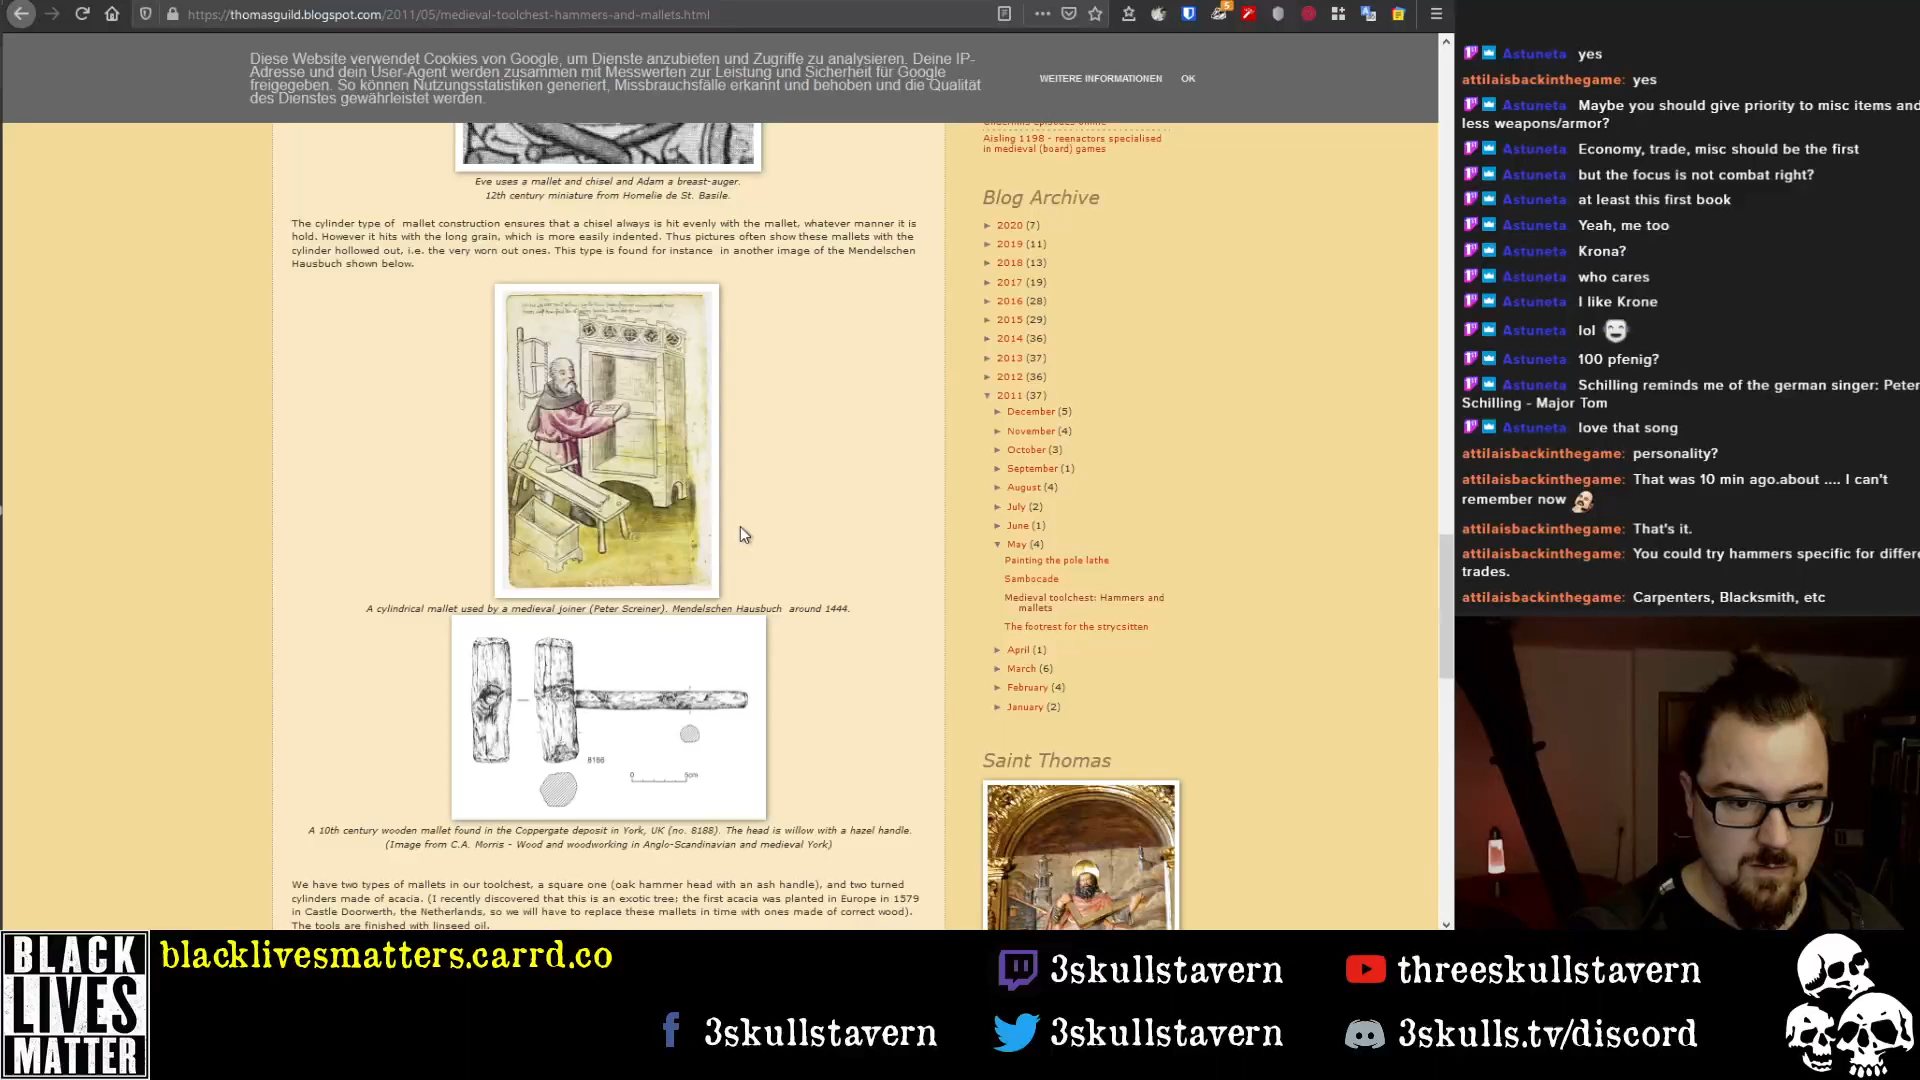 https://thomasguild.blogspot.com/2011/05/medieval-toolchest-hammers-and-mallets.html
Diese Website verwendet Cookies von Google, um Dienste anzubieten und Zugriffe zu analysieren. Deine IP-
Adresse und dein User-Agent werden zusammen mit Messwerten zur Leistung und Sicherheit für Google
freigegeben. So können Nutzungsstatistiken generiert, Missbrauchsfälle erkannt und behoben und die Qualität
des Dienstes gewährleistet werden.
WEITERE INFORMATIONEN OK
Eve uses a mallet and chisel and Adam a breast-auger.
12th century miniature from Homelie de St. Basile.
The cylinder type of mallet construction ensures that a chisel always is hit evenly with the mallet, whatever manner it is
hold. However it hits with the long grain, which is more easily indented. Thus pictures often show these mallets with the
cylinder hollowed out, i.e. the very worn out ones. This type is found for instance in another image of the Mendelschen
Hausbuch shown below.
A cylindrical mallet used by a medieval joiner (Peter Screiner). Mendelschen Hausbuch around 1444.
8186
0 5cm
A 10th century wooden mallet found in the Coppergate deposit in York, UK (no. 8188). The head is willow with a hazel handle.
(Image from C.A. Morris - Wood and woodworking in Anglo-Scandinavian and medieval York)
We have two types of mallets in our toolchest, a square one (oak hammer head with an ash handle), and two turned
cylinders made of acacia. (I recently discovered that this is an exotic tree; the first acacia was planted in Europe in 1579
in Castle Doorwerth, the Netherlands, so we will have to replace these mallets in time with ones made of correct wood).
The tools are finished with linseed oil.
Aisling 1198 - reenactors specialised
in medieval (board) games
Blog Archive
► 2020 (7)
► 2019 (11)
► 2018 (13)
► 2017 (19)
► 2016 (28)
► 2015 (29)
► 2014 (36)
► 2013 (37)
► 2012 (36)
▼ 2011 (37)
► December (5)
► November (4)
► October (3)
► September (1)
► August (4)
► July (2)
► June (1)
▼ May (4)
Painting the pole lathe
Sambocade
Medieval toolchest: Hammers and
mallets
The footrest for the strycsitten
► April (1)
► March (6)
► February (4)
► January (2)
Saint Thomas
Astuneta yes
attilaisbackinthegame: yes
Astuneta Maybe you should give priority to misc items and
less weapons/armor?
Astuneta Economy, trade, misc should be the first
Astuneta but the focus is not combat right?
Astuneta at least this first book
Astuneta Yeah, me too
Astuneta Krona?
Astuneta who cares
Astuneta I like Krone
Astuneta lol
Astuneta 100 pfenig?
Astuneta Schilling reminds me of the german singer: Peter
Schilling - Major Tom
Astuneta love that song
attilaisbackinthegame: personality?
attilaisbackinthegame: That was 10 min ago.about .... I can't
remember now
attilaisbackinthegame: That's it.
attilaisbackinthegame: You could try hammers specific for differe
trades.
attilaisbackinthegame: Carpenters, Blacksmith, etc
BLACK
LIVES
MATTER
blacklivesmatters.carrd.co
3skullstavern
threeskullstavern
3skullstavern
3skullstavern
3skulls.tv/discord